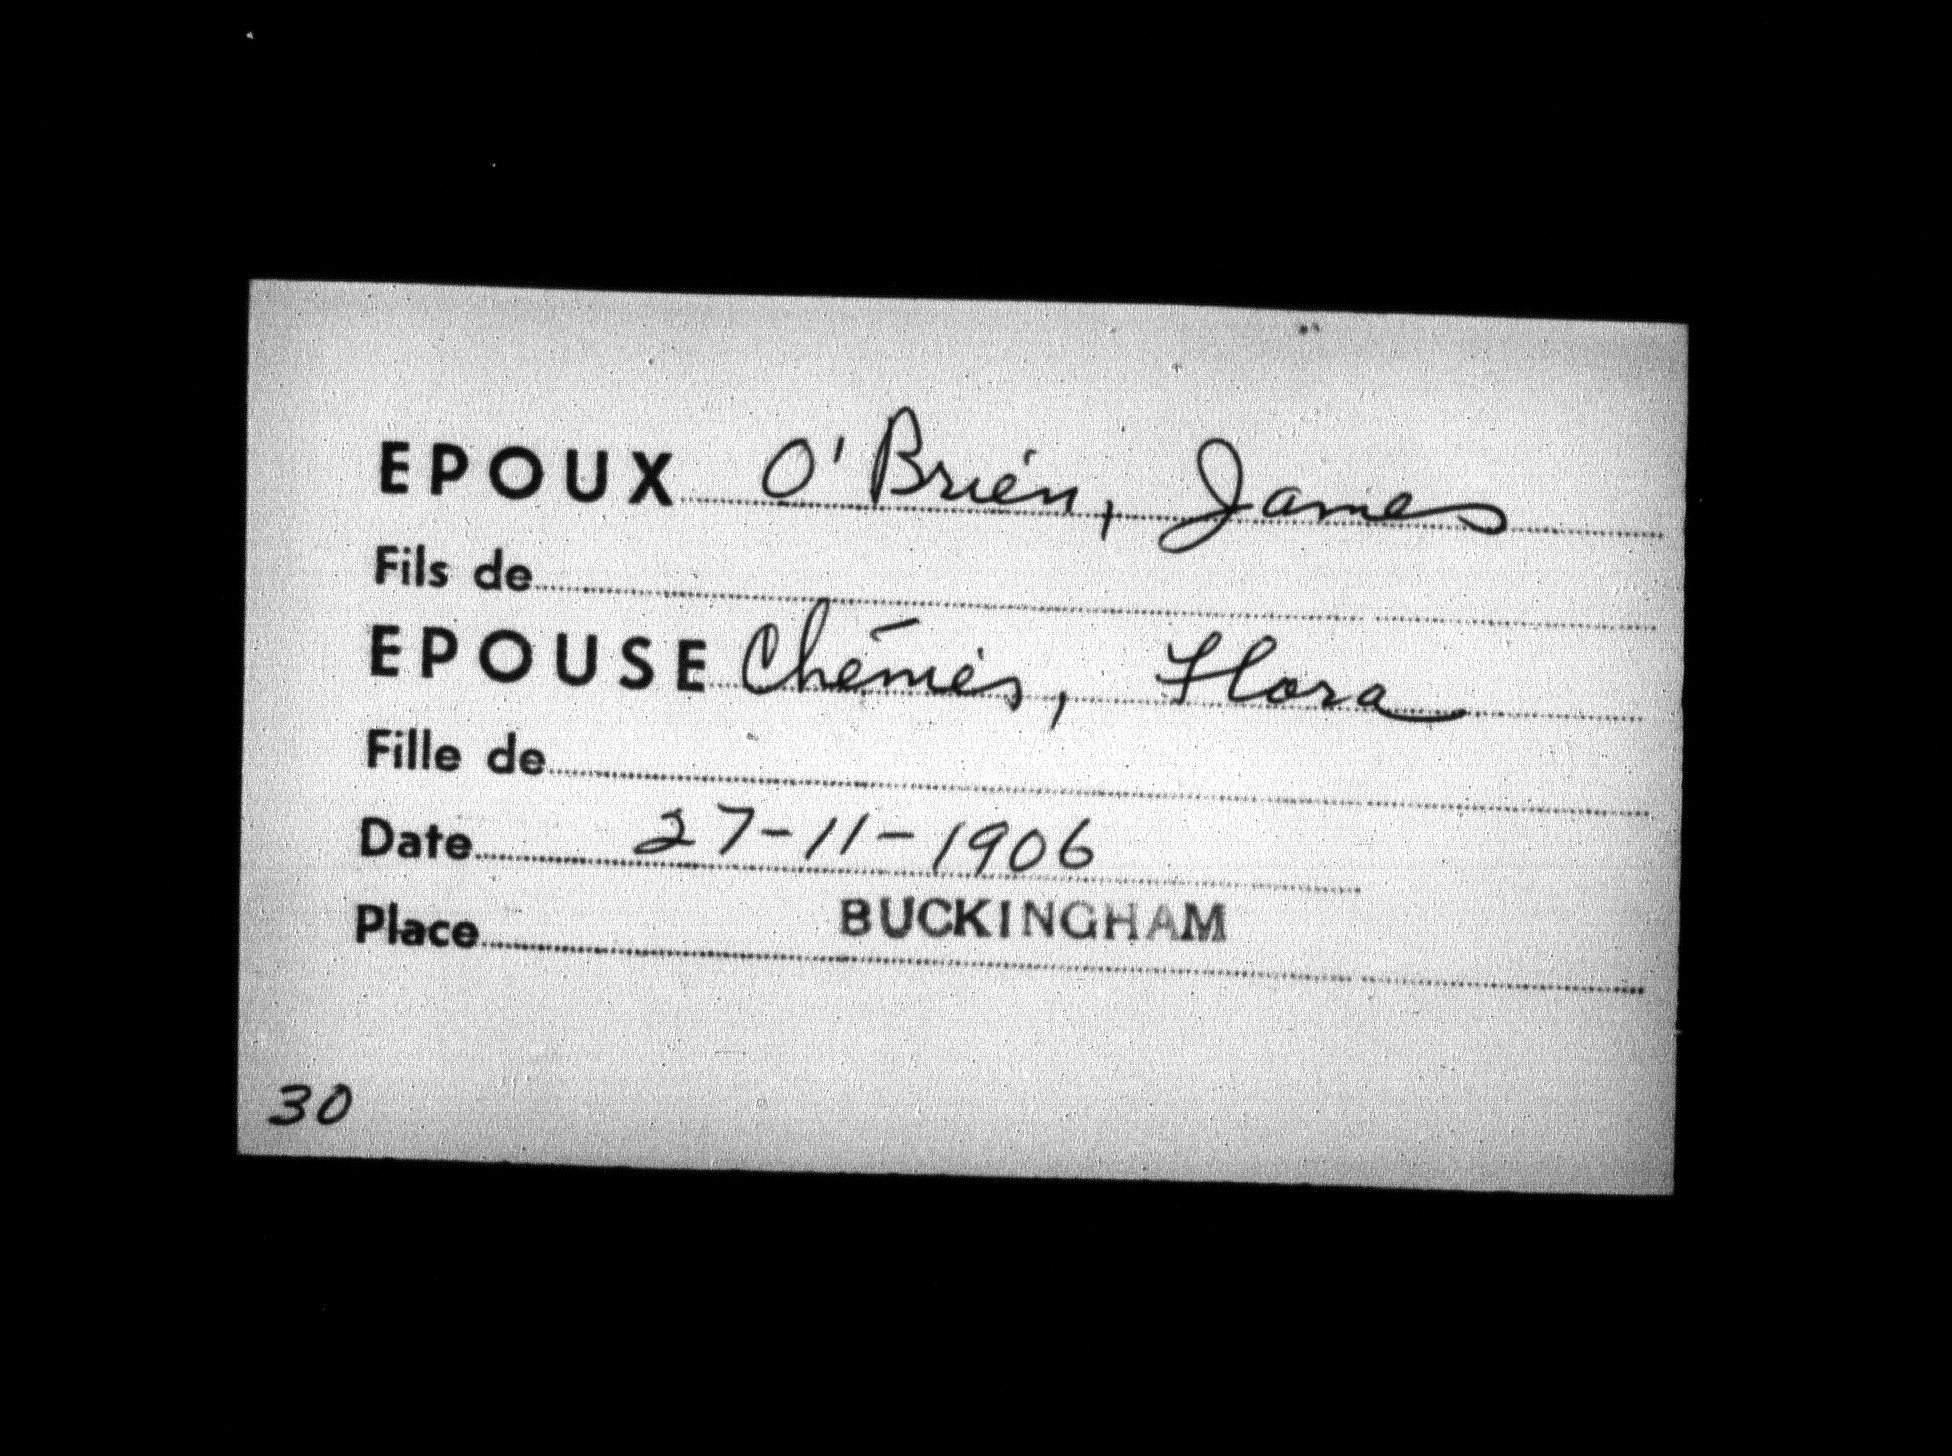 EPOUX O'Brien, James
Fils de
EPOUSE Chénier, Flora
Fille de
Date 27-11-1906
Place BUCKINGHAM
30